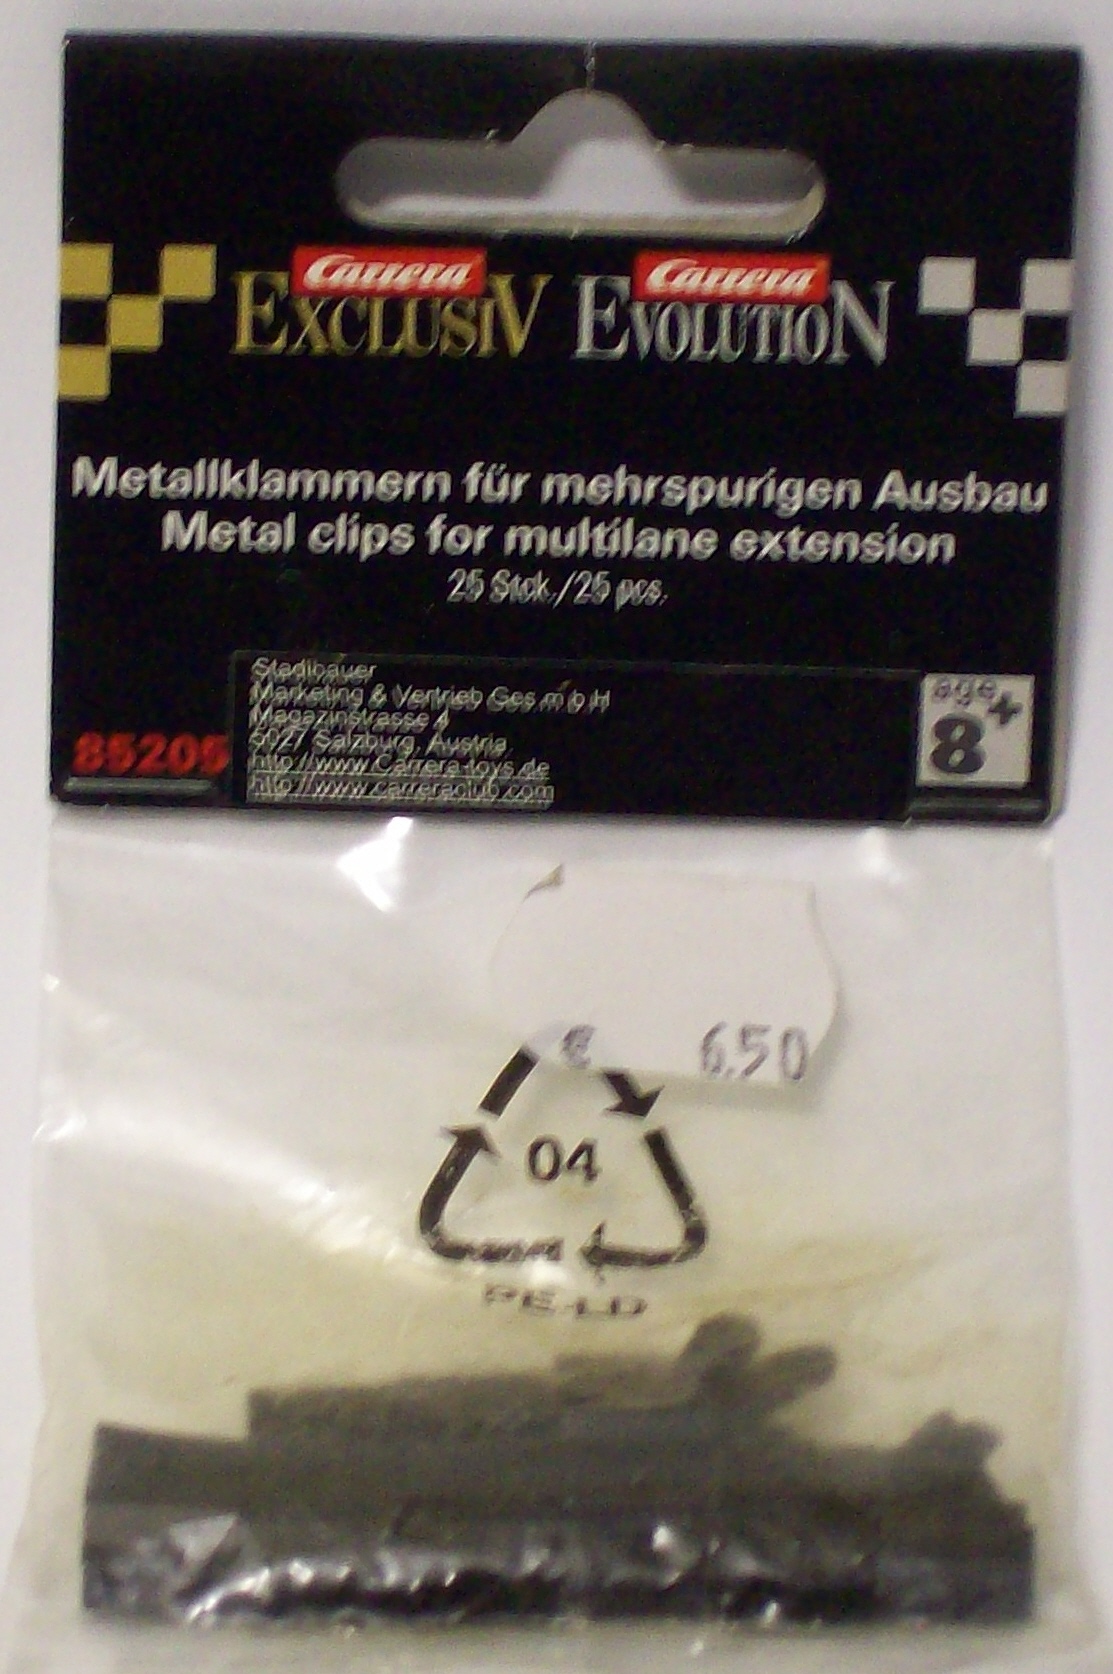 Carrera Carrera
EXCLUSIV EVOLUTION
Metallklammern für mehrspurigen Ausbau
Metal clips for multilane extension
25 Stck./25 pcs.
Stadlbauer
Marketing & Vertrieb Ges.m.b.H
Magazinstrasse 4
5027 Salzburg, Austria
http://www.Carrera-toys.de
http://www.carreraclub.com
85205
age
8+
€ 6.50
04
PE-LD